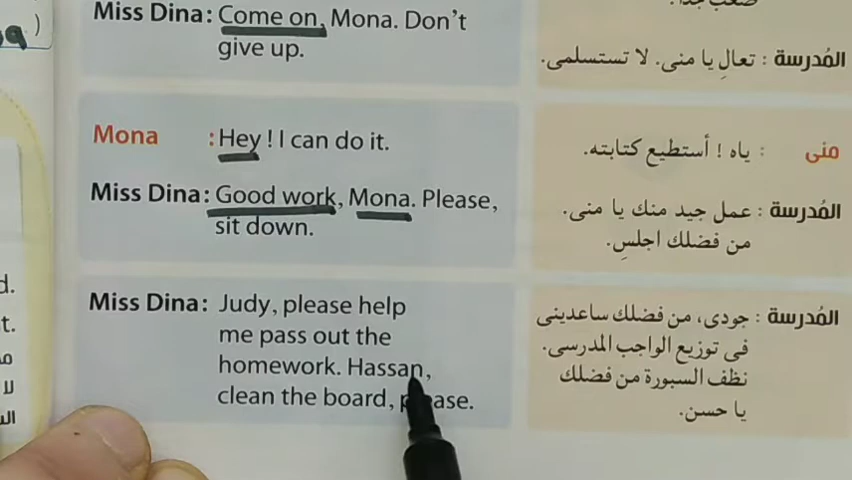 Miss Dina: Come on, Mona. Don't
give up.
Mona : Hey ! I can do it.
Miss Dina: Good work, Mona. Please,
sit down.
Miss Dina: Judy, please help
me pass out the
homework. Hassan,
clean the board, please.
المُدرسة : تعالِ يا منى. لا تستسلمى.
منى : ياه ! أستطيع كتابته.
المُدرسة : عمل جيد منك يا منى.
من فضلك اجلسِ.
المُدرسة : جودى، من فضلك ساعدينى
فى توزيع الواجب المدرسى.
نظف السبورة من فضلك
يا حسن.